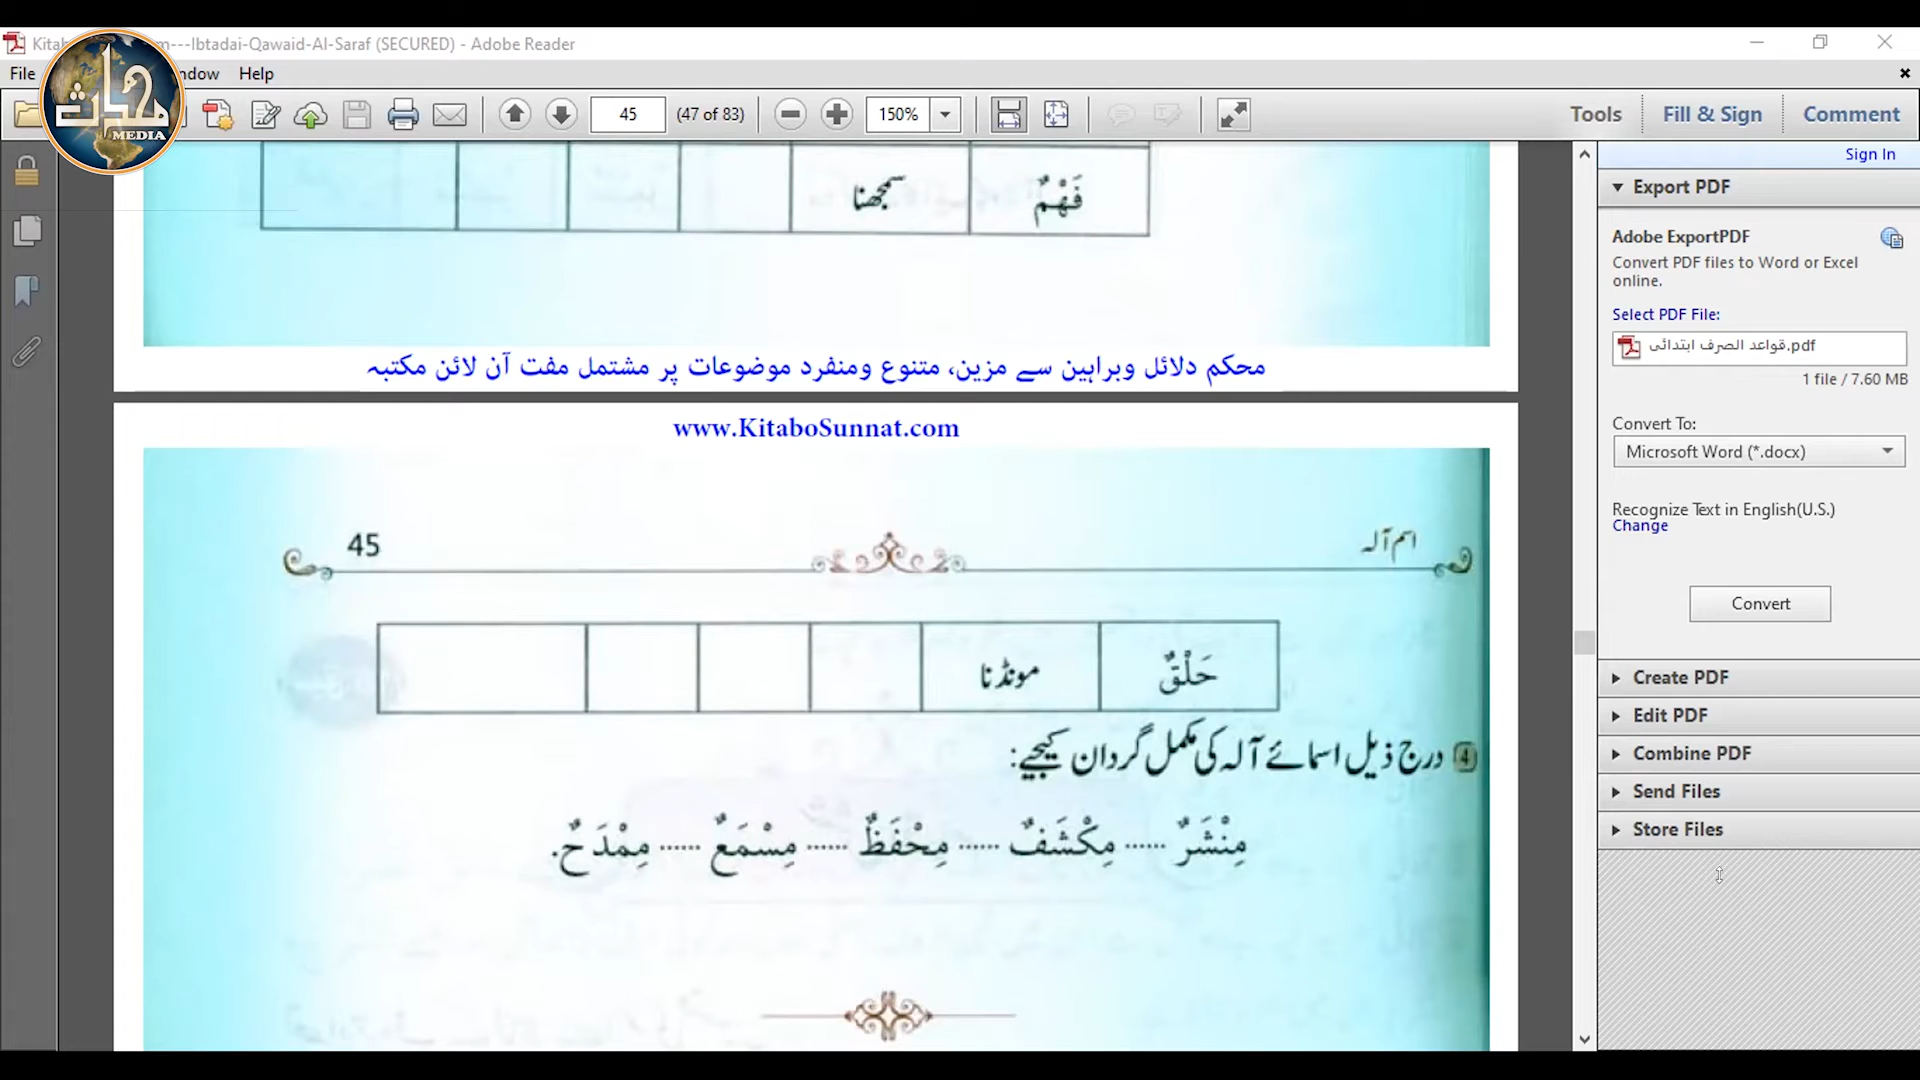 Kitab m---Ibtadai-Qawaid-Al-Saraf (SECURED) - Adobe Reader
File ndow Help
45 (47 of 83) 150% Tools Fill & Sign Comment
MEDIA
Sign In
Export PDF
Adobe ExportPDF
Convert PDF files to Word or Excel
online.
Select PDF File:
قواعد الصرف ابتدائی.pdf
1 file / 7.60 MB
Convert To:
Microsoft Word (*.docx)
Recognize Text in English(U.S.)
Change
Convert
Create PDF
Edit PDF
Combine PDF
Send Files
Store Files
فَهْمٌ سمجھنا
محکم دلائل وبراہین سے مزین، متنوع ومنفرد موضوعات پر مشتمل مفت آن لائن مکتبہ
www.KitaboSunnat.com
اسم آلہ 45
حَلْقٌ مونڈنا
4 درج ذیل اسمائے آلہ کی مکمل گردان کیجیے:
مِنْشَرٌ ...... مِكْشَفٌ ...... مِحْفَظٌ ...... مِسْمَعٌ ...... مِمْدَحٌ.